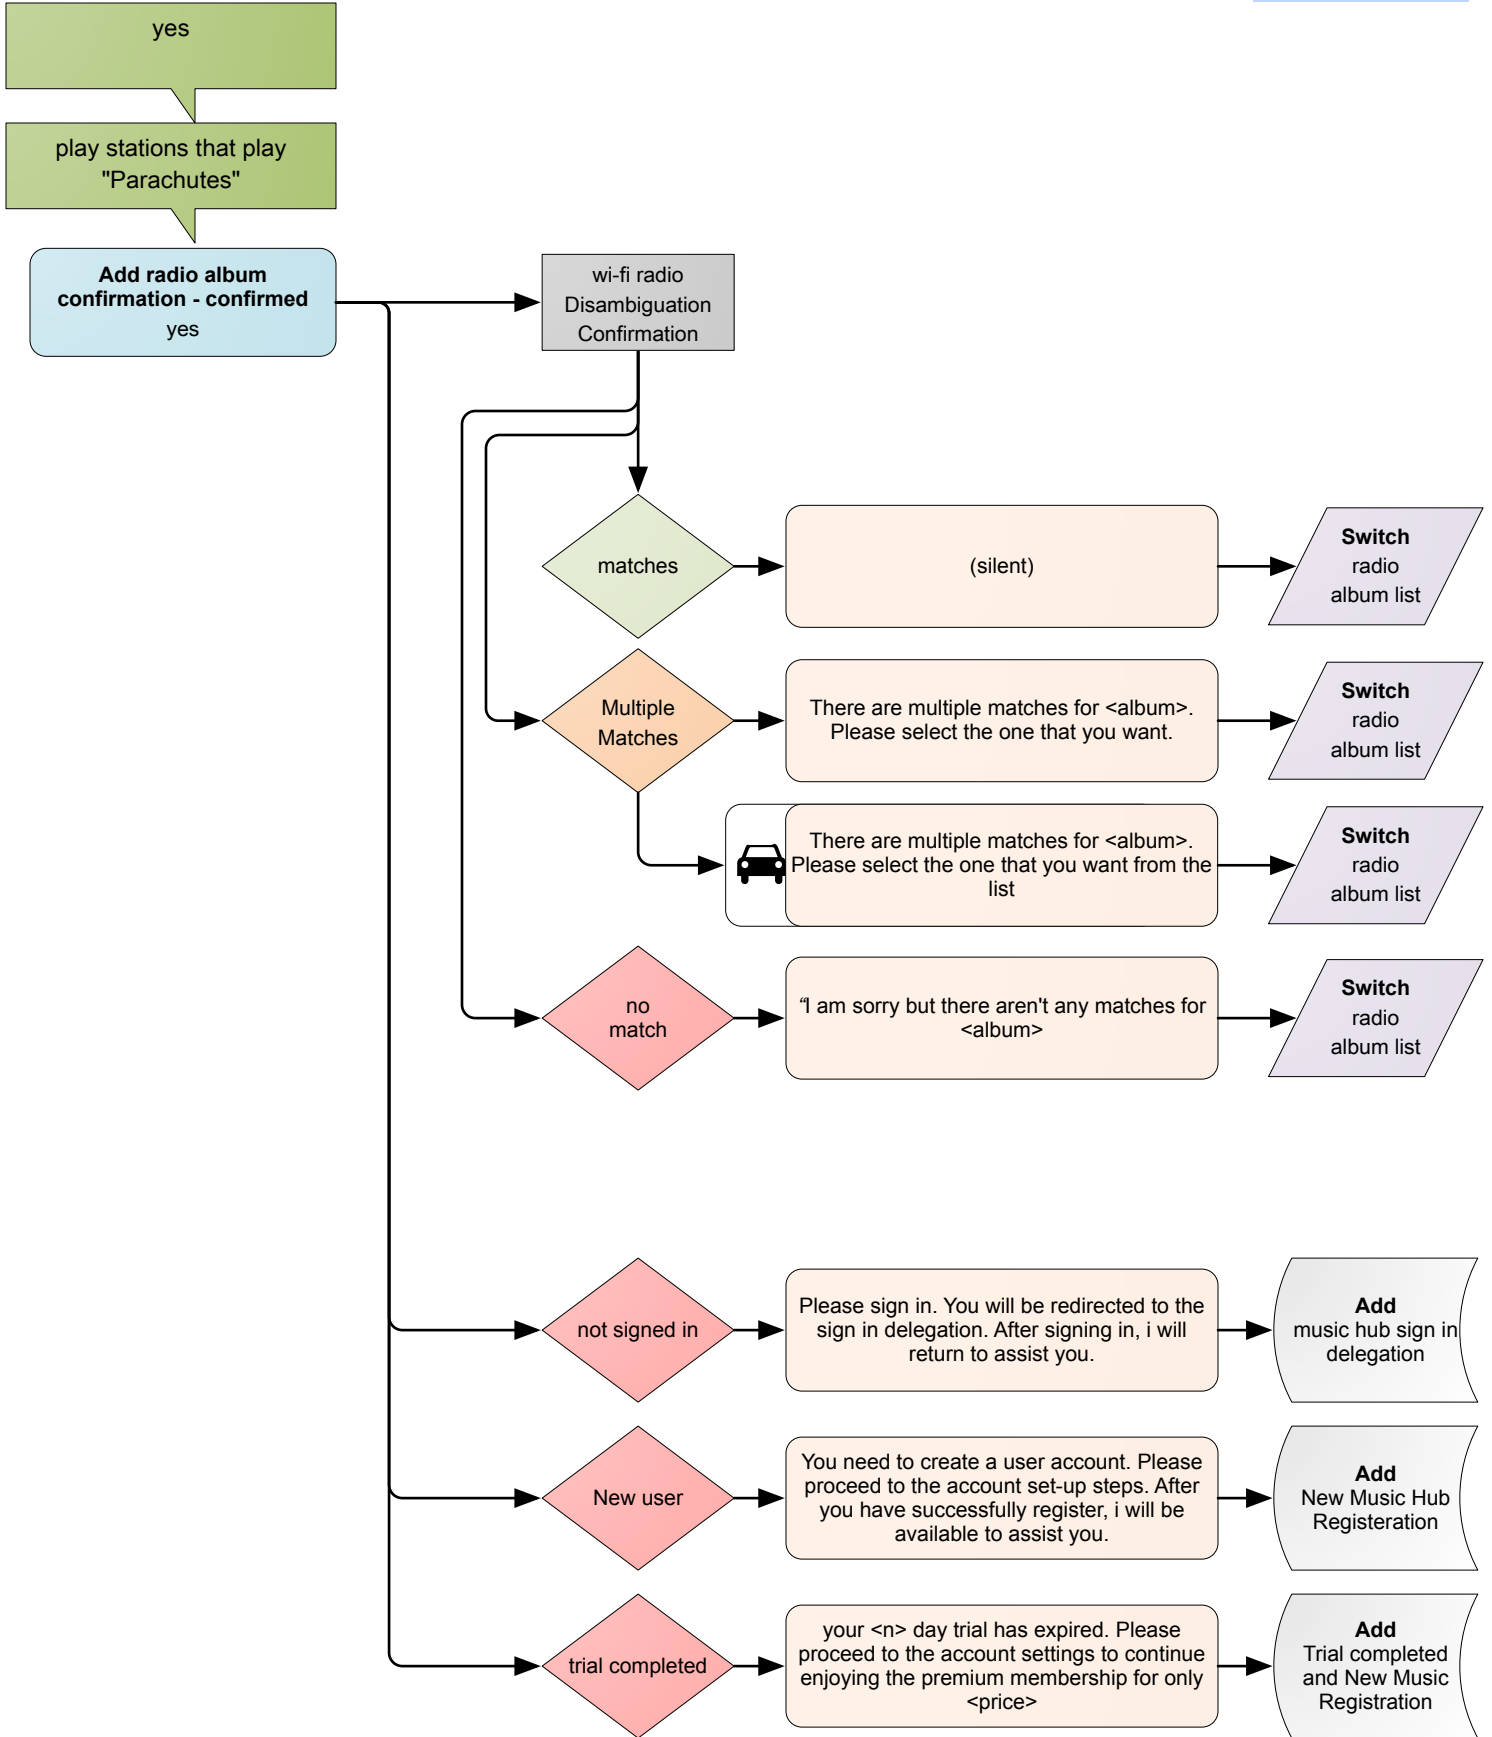 yes
play stations that play
"Parachutes"
Add radio album
confirmation - confirmed
yes
wi-fi radio
Disambiguation
Confirmation
matches
(silent)
Switch
radio
album list
Multiple
Matches
There are multiple matches for <album>.
Please select the one that you want.
Switch
radio
album list
There are multiple matches for <album>.
Please select the one that you want from the
list
Switch
radio
album list
no
match
“I am sorry but there aren't any matches for
<album>
Switch
radio
album list
not signed in
Please sign in. You will be redirected to the
sign in delegation. After signing in, i will
return to assist you.
Add
music hub sign in
delegation
New user
You need to create a user account. Please
proceed to the account set-up steps. After
you have successfully register, i will be
available to assist you.
Add
New Music Hub
Registeration
trial completed
your <n> day trial has expired. Please
proceed to the account settings to continue
enjoying the premium membership for only
<price>
Add
Trial completed
and New Music
Registration